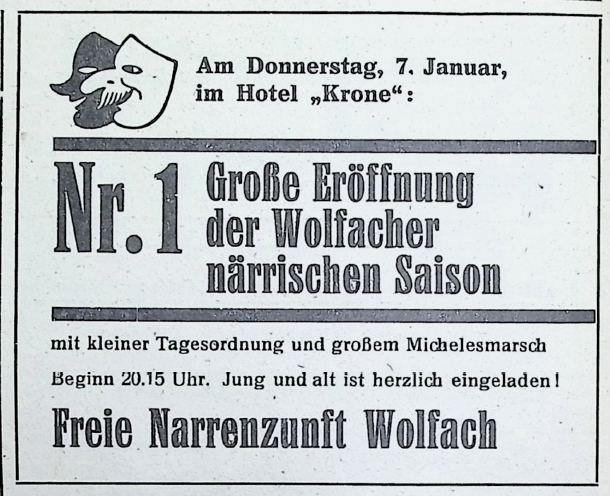 Am Donnerstag, 7. Januar,
im Hotel „Krone“:
Nr. 1
Große Eröffnung
der Wolfacher
närrischen Saison
mit kleiner Tagesordnung und großem Michelesmarsch
Beginn 20.15 Uhr. Jung und alt ist herzlich eingeladen!
Freie Narrenzunft Wolfach